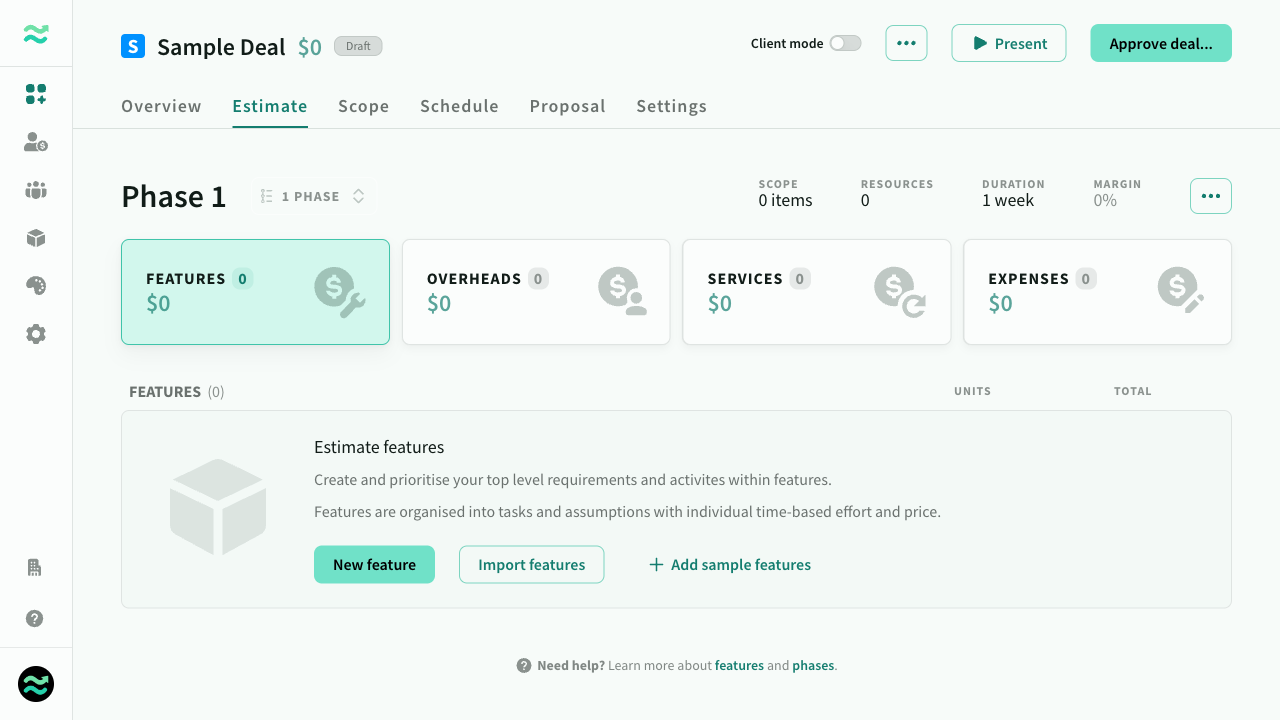 S Sample Deal $0 Draft
Client mode ••• Present Approve deal...
Overview Estimate Scope Schedule Proposal Settings
Phase 1 1 PHASE
SCOPE RESOURCES DURATION MARGIN
0 items 0 1 week 0%
FEATURES 0 OVERHEADS 0 SERVICES 0 EXPENSES 0
$0 $0 $0 $0
FEATURES (0) UNITS TOTAL
Estimate features
Create and prioritise your top level requirements and activites within features.
Features are organised into tasks and assumptions with individual time-based effort and price.
New feature Import features + Add sample features
Need help? Learn more about features and phases.